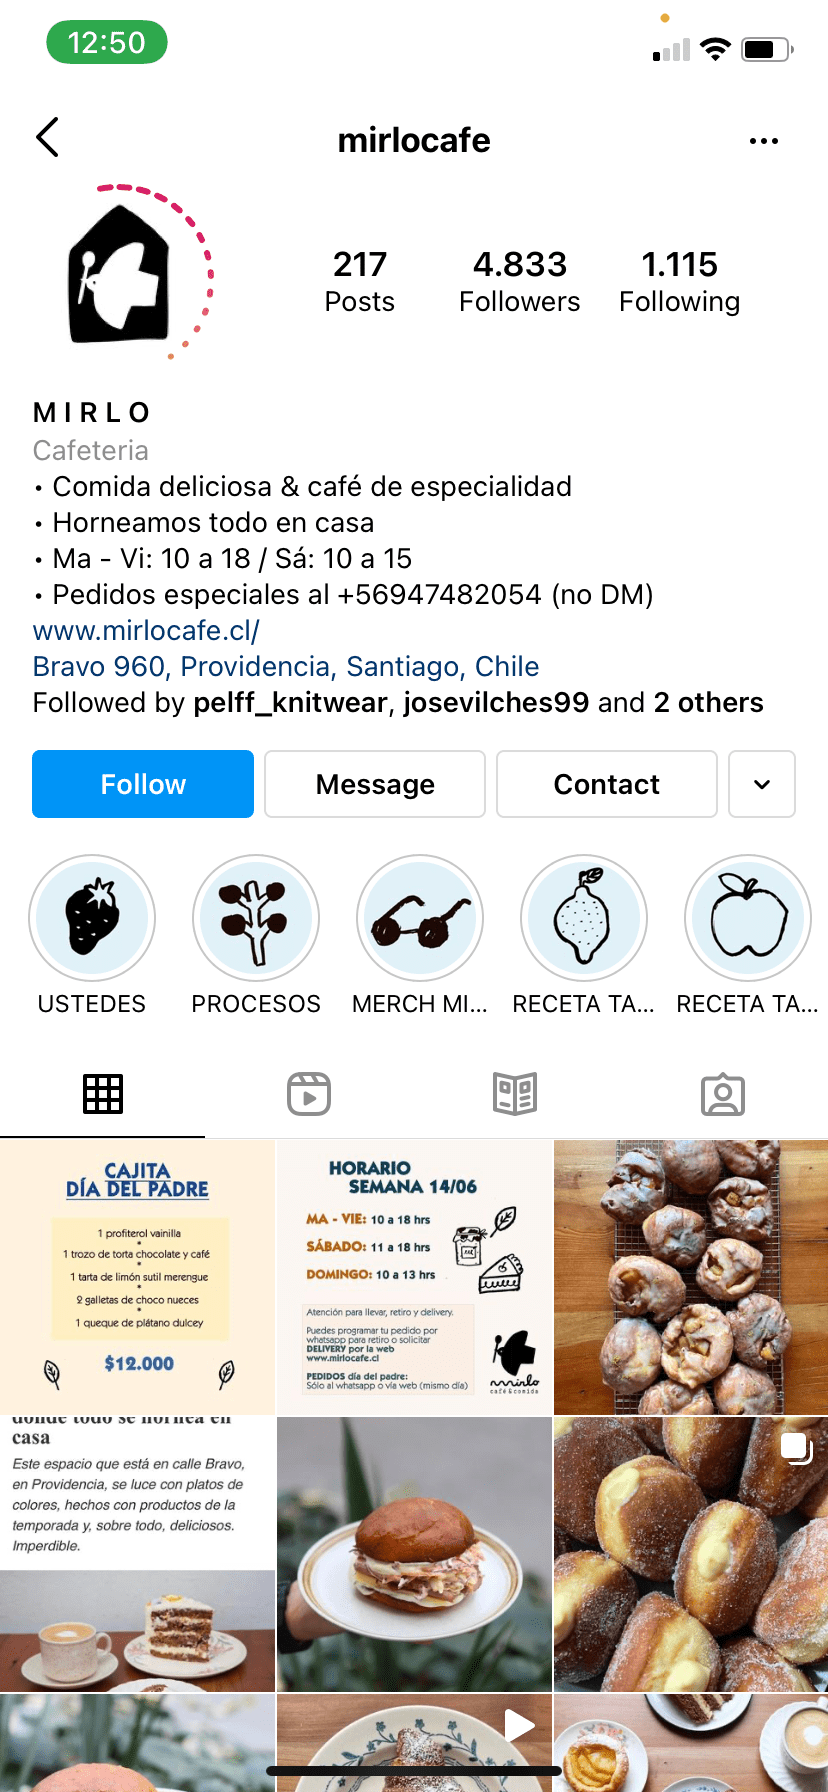 12:50
mirlocafe
217
Posts
4.833
Followers
1.115
Following
M I R L O
Cafeteria
• Comida deliciosa & café de especialidad
• Horneamos todo en casa
• Ma - Vi: 10 a 18 / Sá: 10 a 15
• Pedidos especiales al +56947482054 (no DM)
www.mirlocafe.cl/
Bravo 960, Providencia, Santiago, Chile
Followed by pelff_knitwear, josevilches99 and 2 others
Follow
Message
Contact
USTEDES
PROCESOS
MERCH MI...
RECETA TA...
RECETA TA...
CAJITA
DÍA DEL PADRE
1 profiterol vainilla
1 trozo de torta chocolate y café
1 tarta de limón sutil merengue
2 galletas de choco nueces
1 queque de plátano dulcey
$12.000
HORARIO
SEMANA 14/06
MA - VIE: 10 a 18 hrs
SÁBADO: 11 a 18 hrs
DOMINGO: 10 a 13 hrs
Atención para llevar, retiro y delivery.
Puedes programar tu pedido por
whatsapp para retiro o solicitar
DELIVERY por la web
www.mirlocafe.cl
PEDIDOS día del padre:
Sólo al whatsapp o vía web (mismo día)
mirlo
café & comida
donde todo se hornea en
casa
Este espacio que está en calle Bravo,
en Providencia, se luce con platos de
colores, hechos con productos de la
temporada y, sobre todo, deliciosos.
Imperdible.